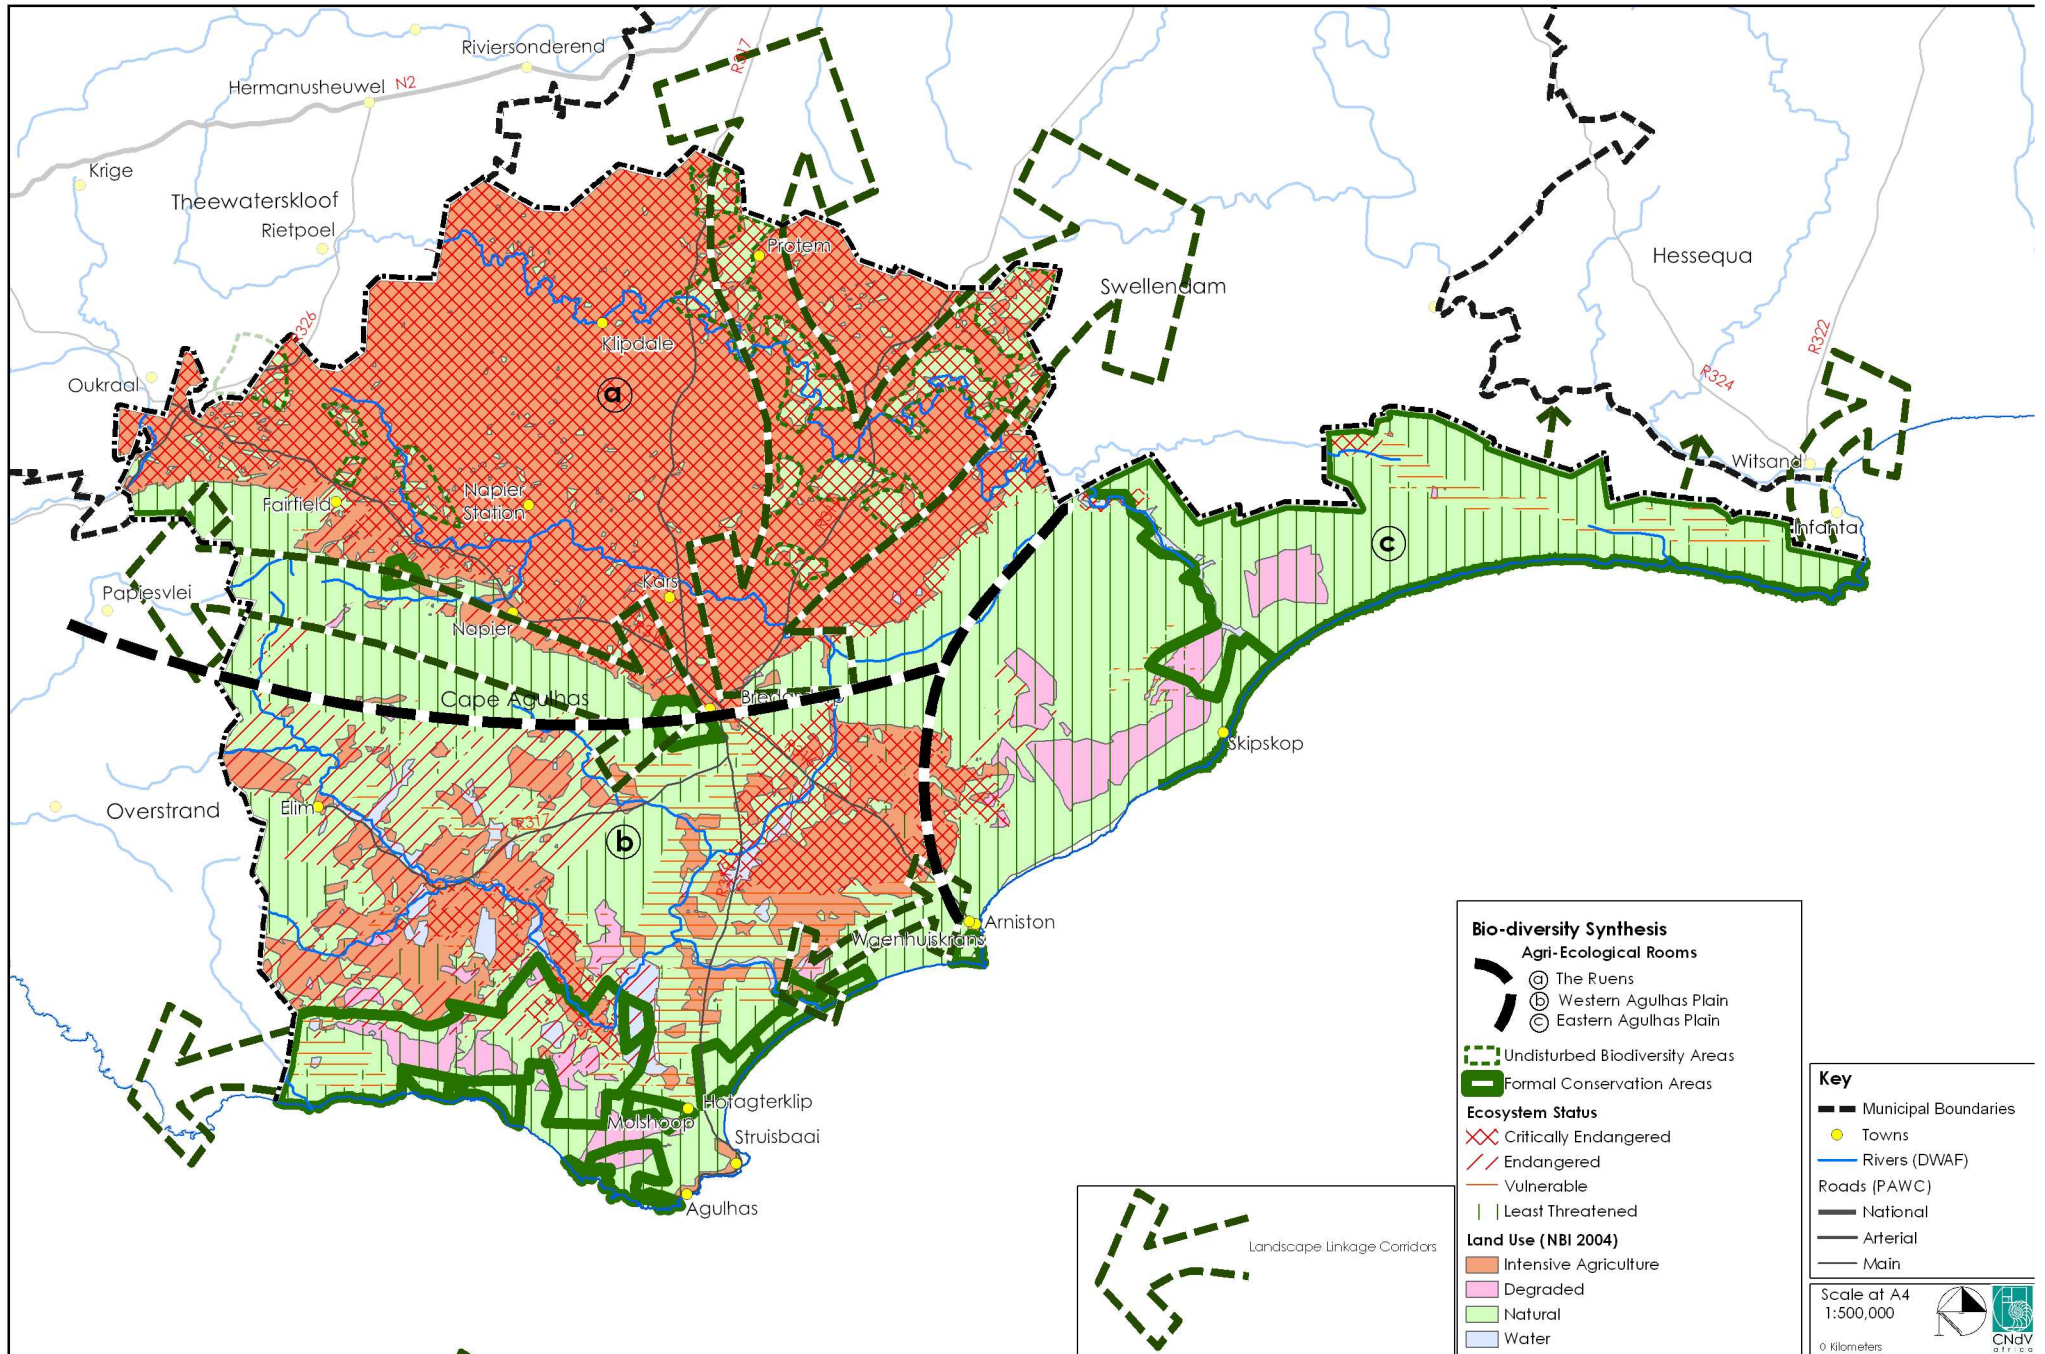 Riviersonderend
Hermanusheuwel
N2
R317
Krige
Theewaterskloof
Rietpoel
Protem
Hessequa
Swellendam
R326
Klipdale
R322
Oukraal
R324
a
Witsand
Fairfield
Napier
Station
Infanta
c
Kars
Papiesvlei
Napier
Cape Agulhas
Skipskop
Overstrand
Elim
R317
b
Arniston
Waenhuiskrans
Hotagterklip
Molshoop
Struisbaai
Agulhas
Landscape Linkage Corridors
Bio-diversity Synthesis
Agri-Ecological Rooms
a The Ruens
b Western Agulhas Plain
c Eastern Agulhas Plain
Undisturbed Biodiversity Areas
Formal Conservation Areas
Ecosystem Status
Critically Endangered
Endangered
Vulnerable
Least Threatened
Land Use (NBI 2004)
Intensive Agriculture
Degraded
Natural
Water
Key
Municipal Boundaries
Towns
Rivers (DWAF)
Roads (PAWC)
National
Arterial
Main
Scale at A4
1:500,000
0 Kilometers
N
CNdV
africa